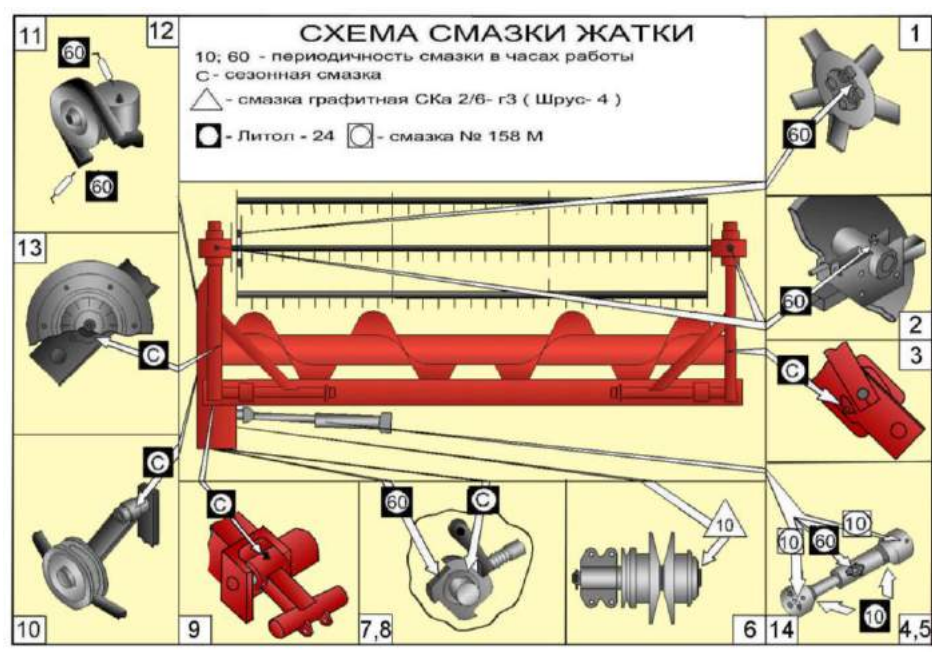 СХЕМА СМАЗКИ ЖАТКИ
10; 60 - периодичность смазки в часах работы
С - сезонная смазка
- смазка графитная СКа 2/6- г3 ( Шрус- 4 )
- Литол - 24 - смазка № 158 М
11
12
60
60
1
60
13
С
2
60
3
С
10
С
9
С
7,8
60
С
6
10
14
4,5
10
60
10
10